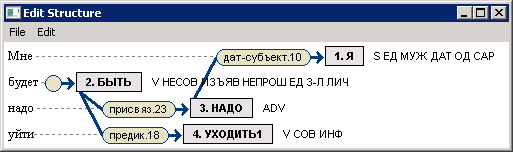 Edit Structure
File Edit
Мне дат-субъект.10 1. Я S ЕД МУЖ ДАТ ОД САР
будет 2. БЫТЬ V НЕСОВ ИЗЪЯВ НЕПРОШ ЕД 3-Л ЛИЧ
надо присвяз.23 3. НАДО ADV
уйти предик.18 4. УХОДИТЬ1 V СОВ ИНФ